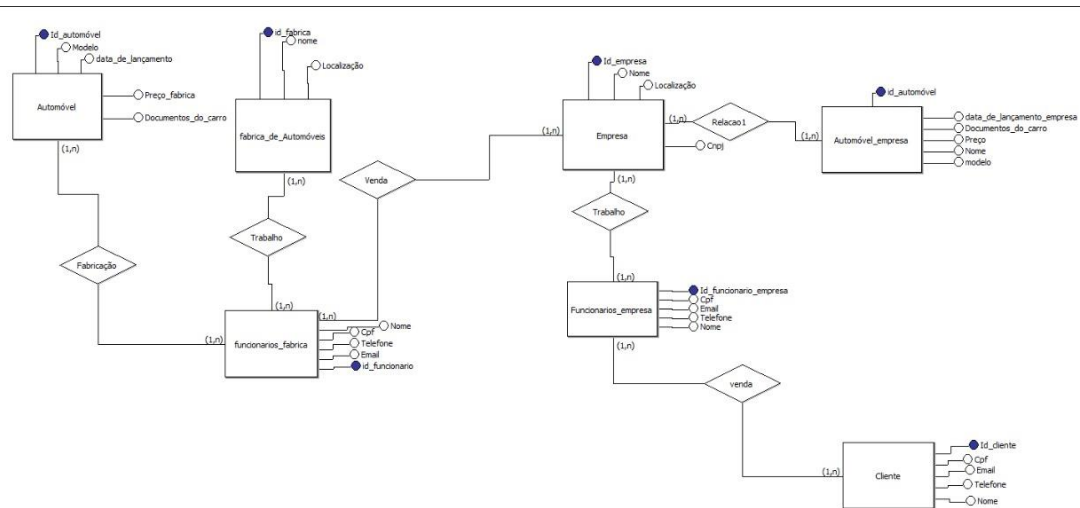 Id_automóvel
Modelo
data_de_lançamento
Automóvel
Preço_fabrica
Documentos_do_carro
(1,n)
id_fabrica
nome
Localização
fabrica_de_Automóveis
(1,n)
Venda
Trabalho
Fabricação
(1,n)
(1,n)
(1,n)
funcionarios_fabrica
Nome
Cpf
Telefone
Email
id_funcionario
Id_empresa
Nome
Localização
(1,n)
Empresa
(1,n)
Cnpj
(1,n)
Relacao1
(1,n)
id_automóvel
Automóvel_empresa
data_de_lançamento_empresa
Documentos_do_carro
Preço
Nome
modelo
Trabalho
(1,n)
Funcionarios_empresa
Id_funcionario_empresa
Cpf
Email
Telefone
Nome
(1,n)
venda
(1,n)
Cliente
Id_cliente
Cpf
Email
Telefone
Nome